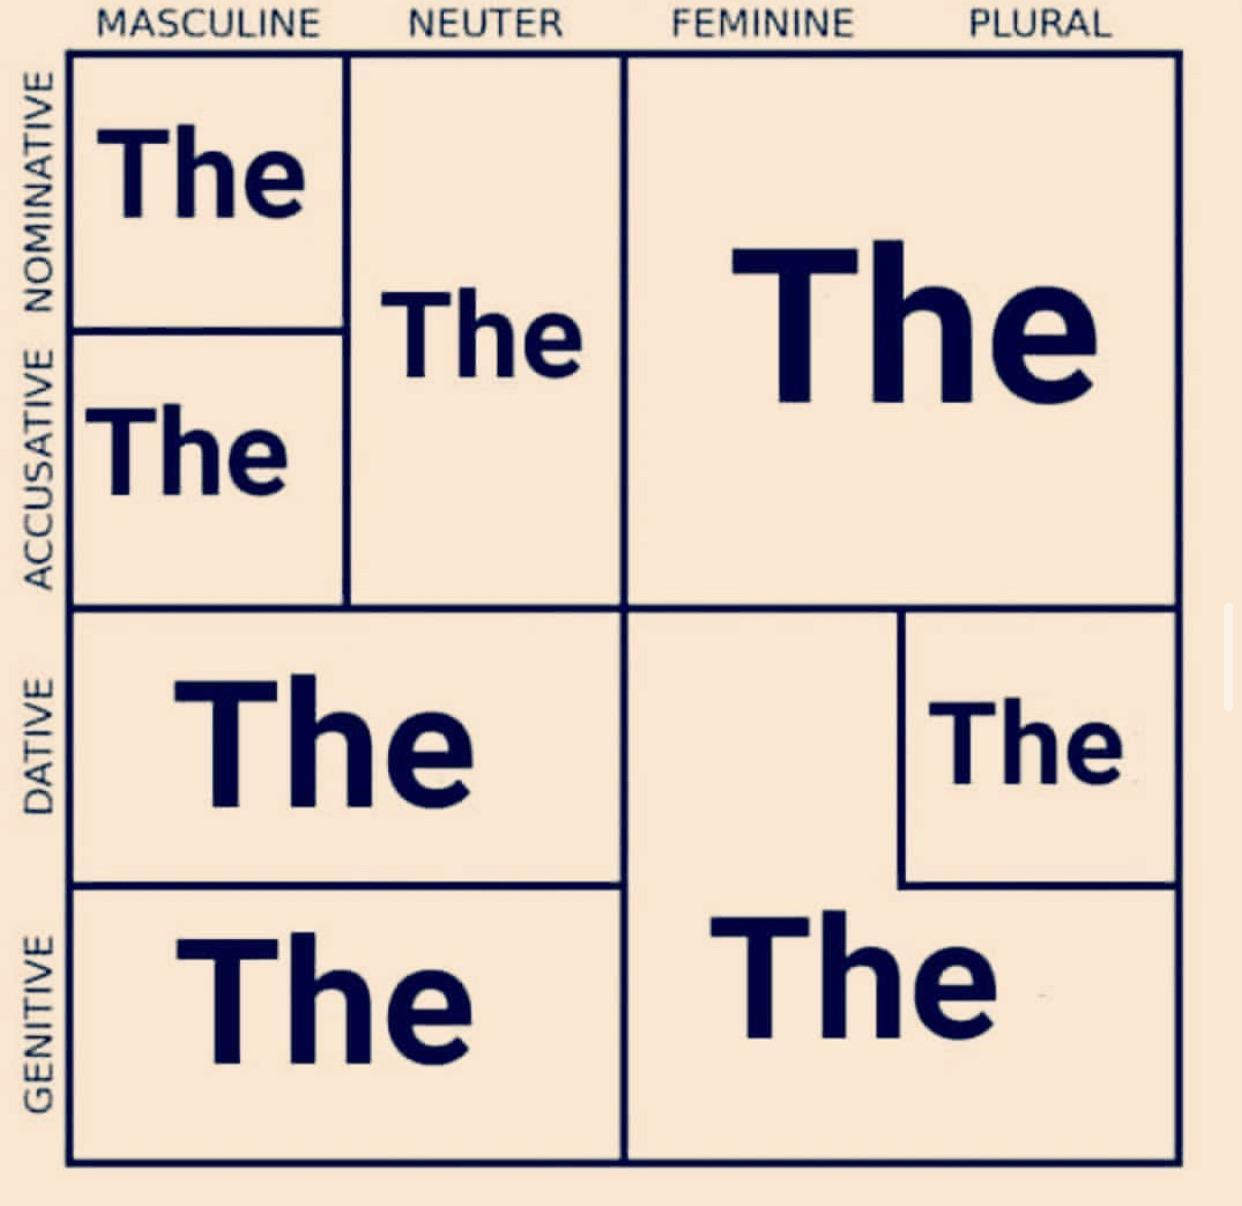 MASCULINE NEUTER FEMININE PLURAL
NOMINATIVE
The
The
The
ACCUSATIVE
The
DATIVE
The
The
GENITIVE
The
The